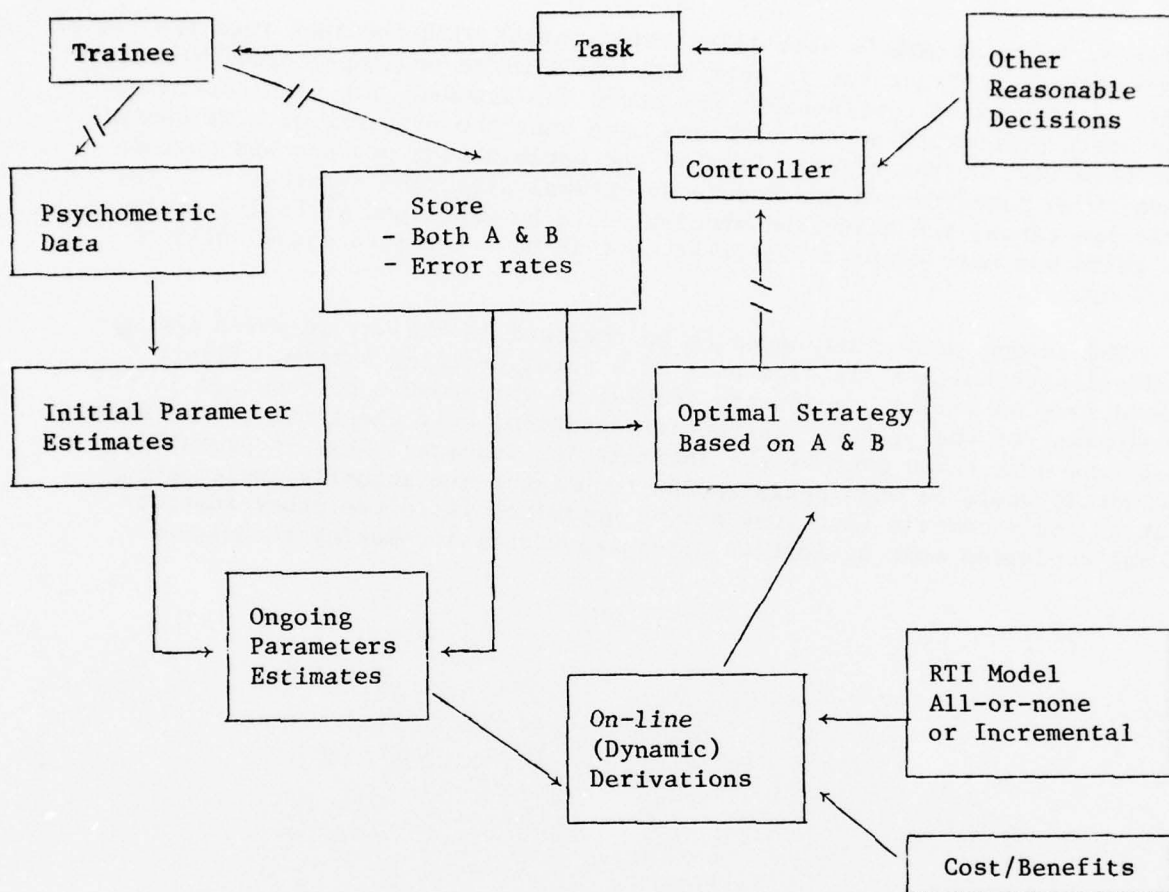 Trainee
Task
Other
Reasonable
Decisions
Controller
Psychometric
Data
Store
- Both A & B
- Error rates
Initial Parameter
Estimates
Optimal Strategy
Based on A & B
Ongoing
Parameters
Estimates
On-line
(Dynamic)
Derivations
RTI Model
All-or-none
or Incremental
Cost/Benefits